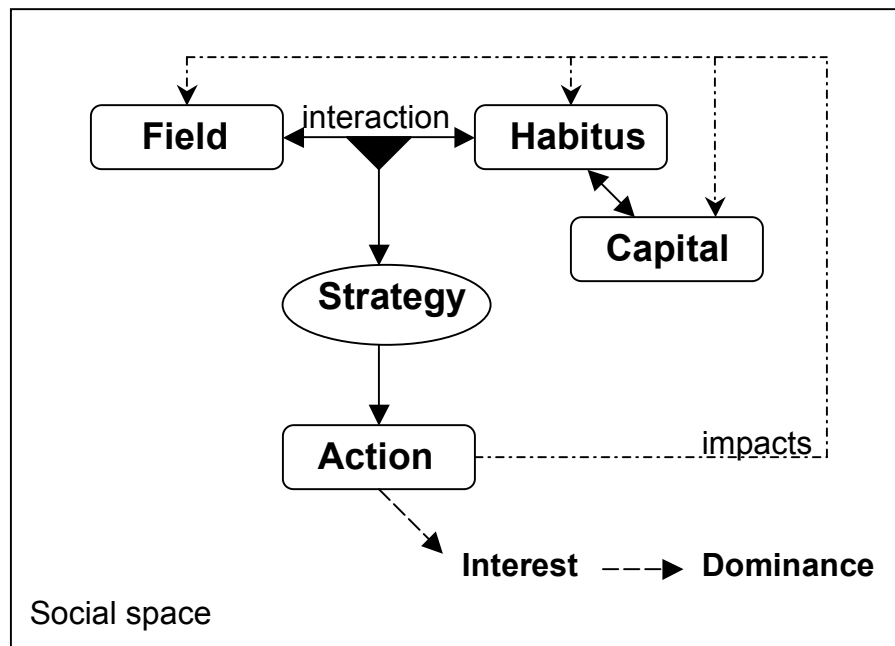 interaction
Field
Habitus
Capital
Strategy
Action
impacts
Interest
Dominance
Social space